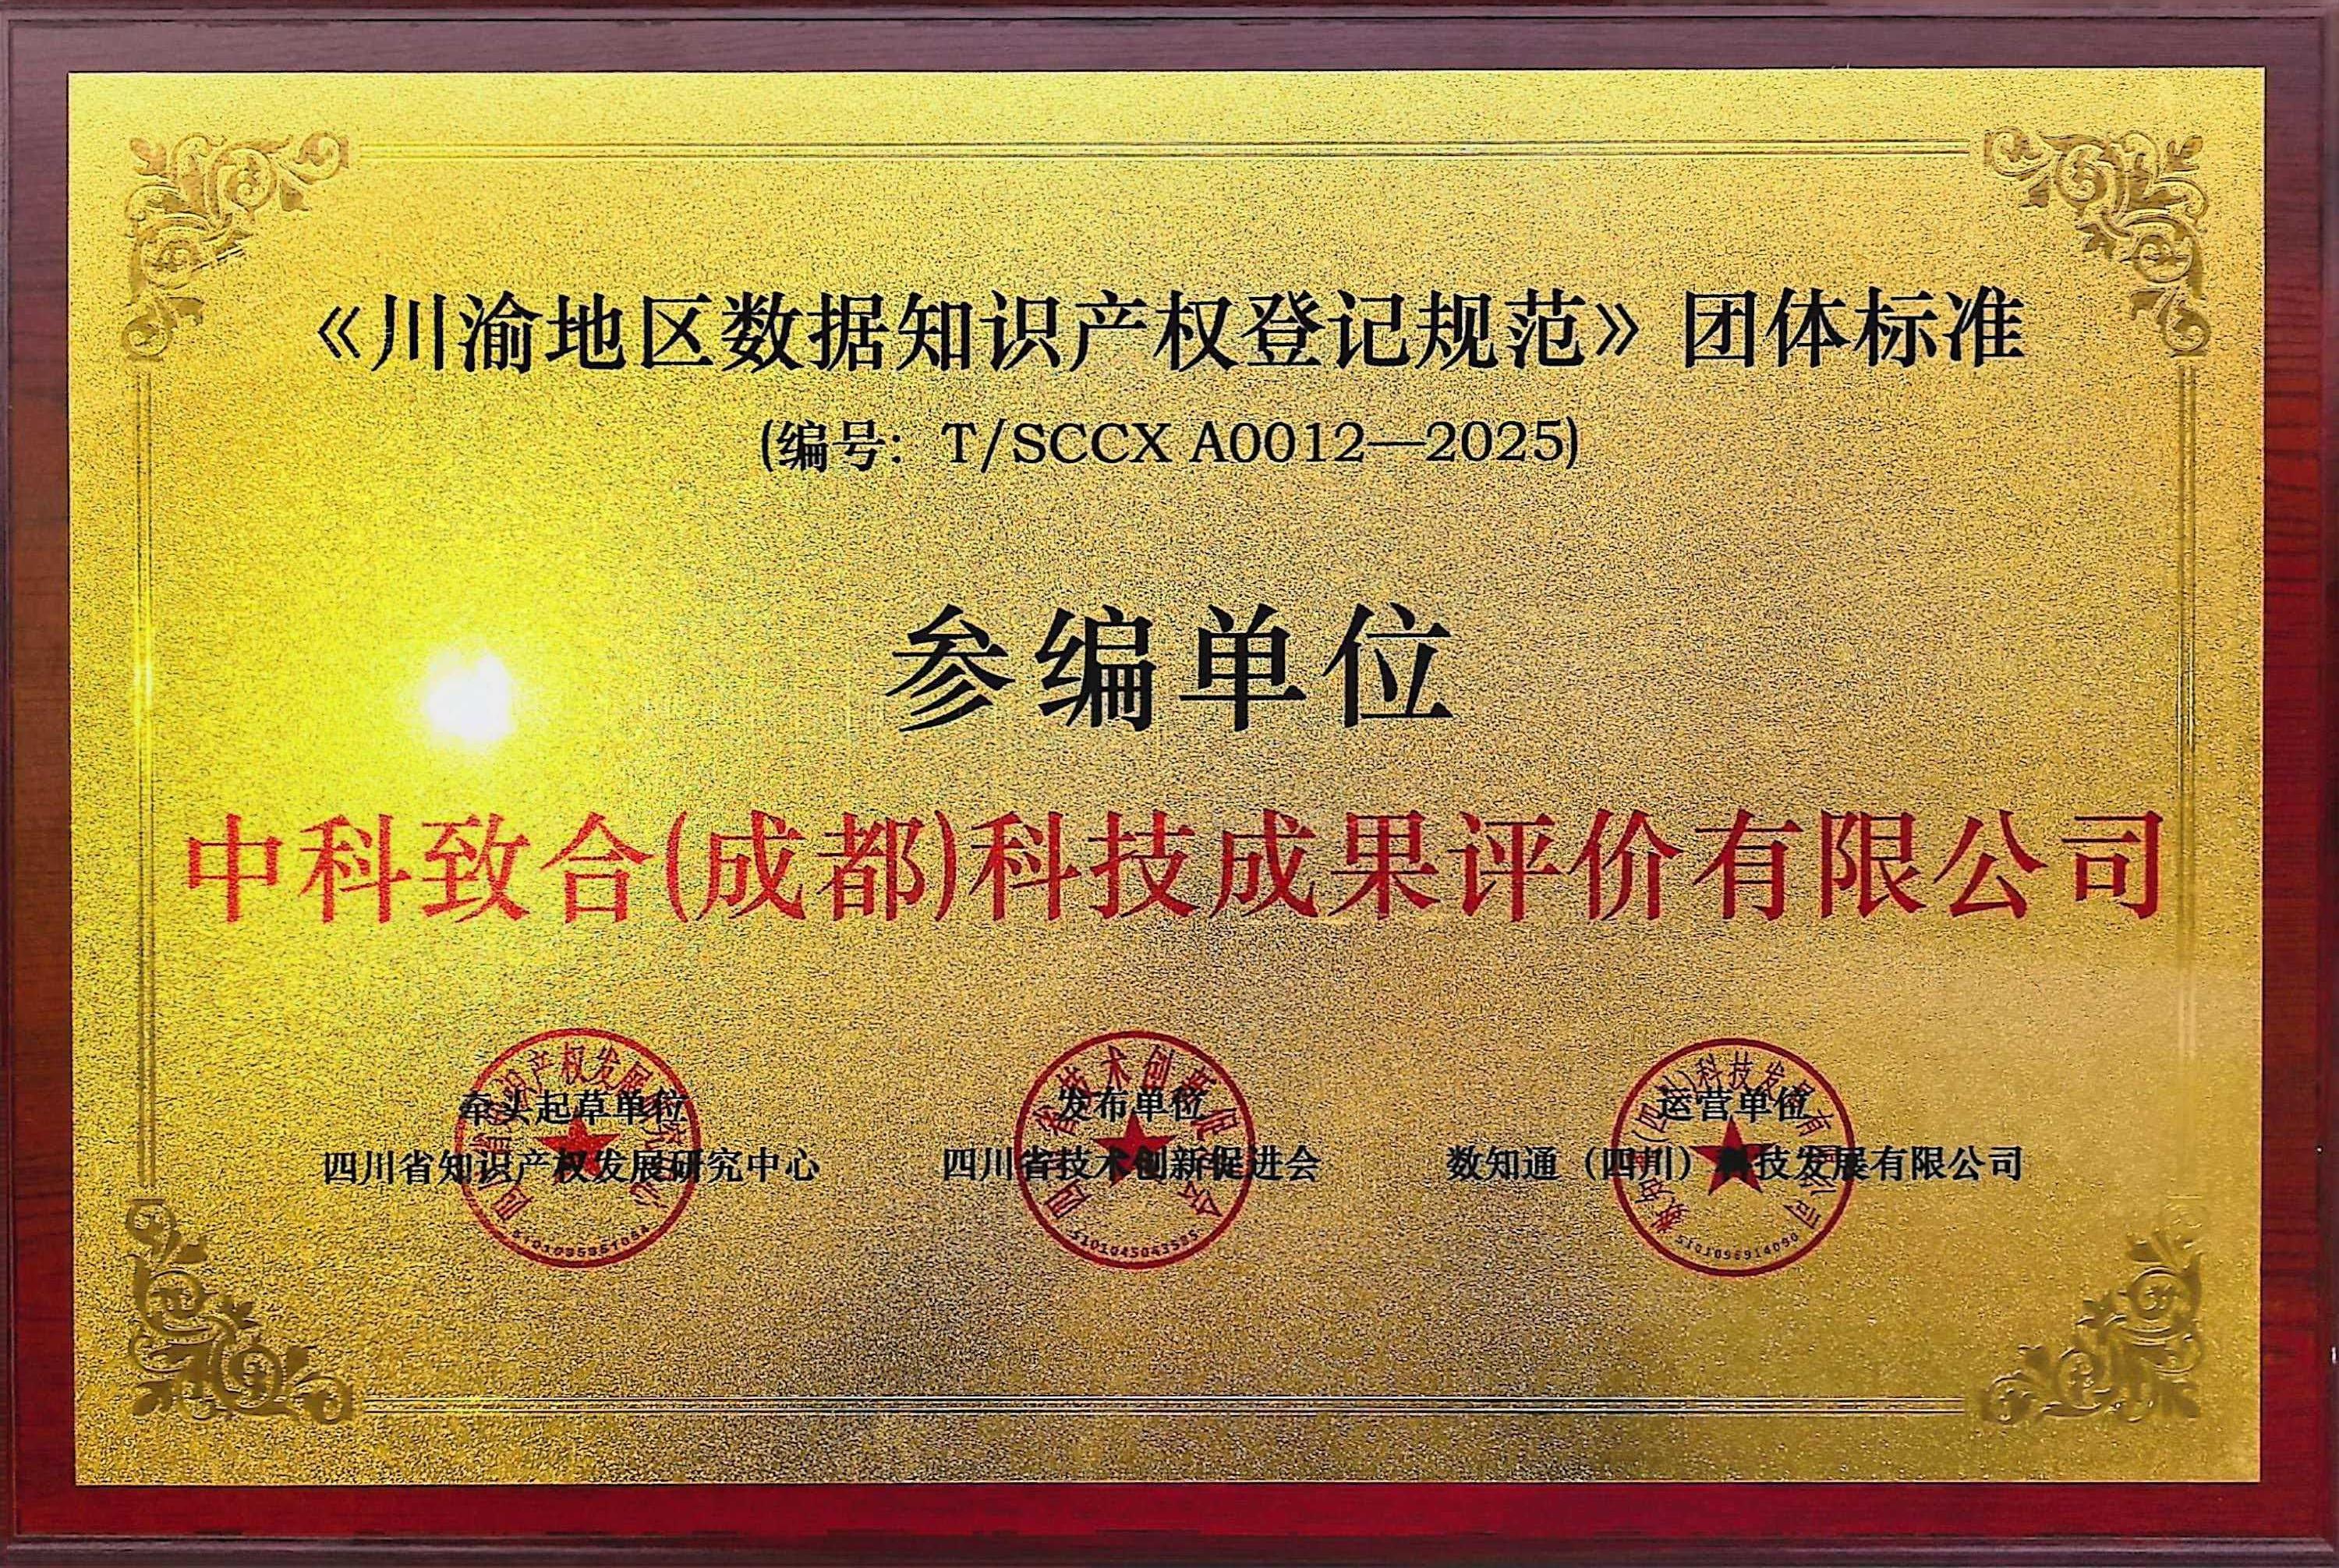 《川渝地区数据知识产权登记规范》团体标准
(编号：T/SCCX A0012—2025)
参编单位
中科致合(成都)科技成果评价有限公司
牵头起草单位
四川省知识产权发展研究中心
发布单位
四川省技术创新促进会
运营单位
数知通（四川）科技发展有限公司
5101096914090